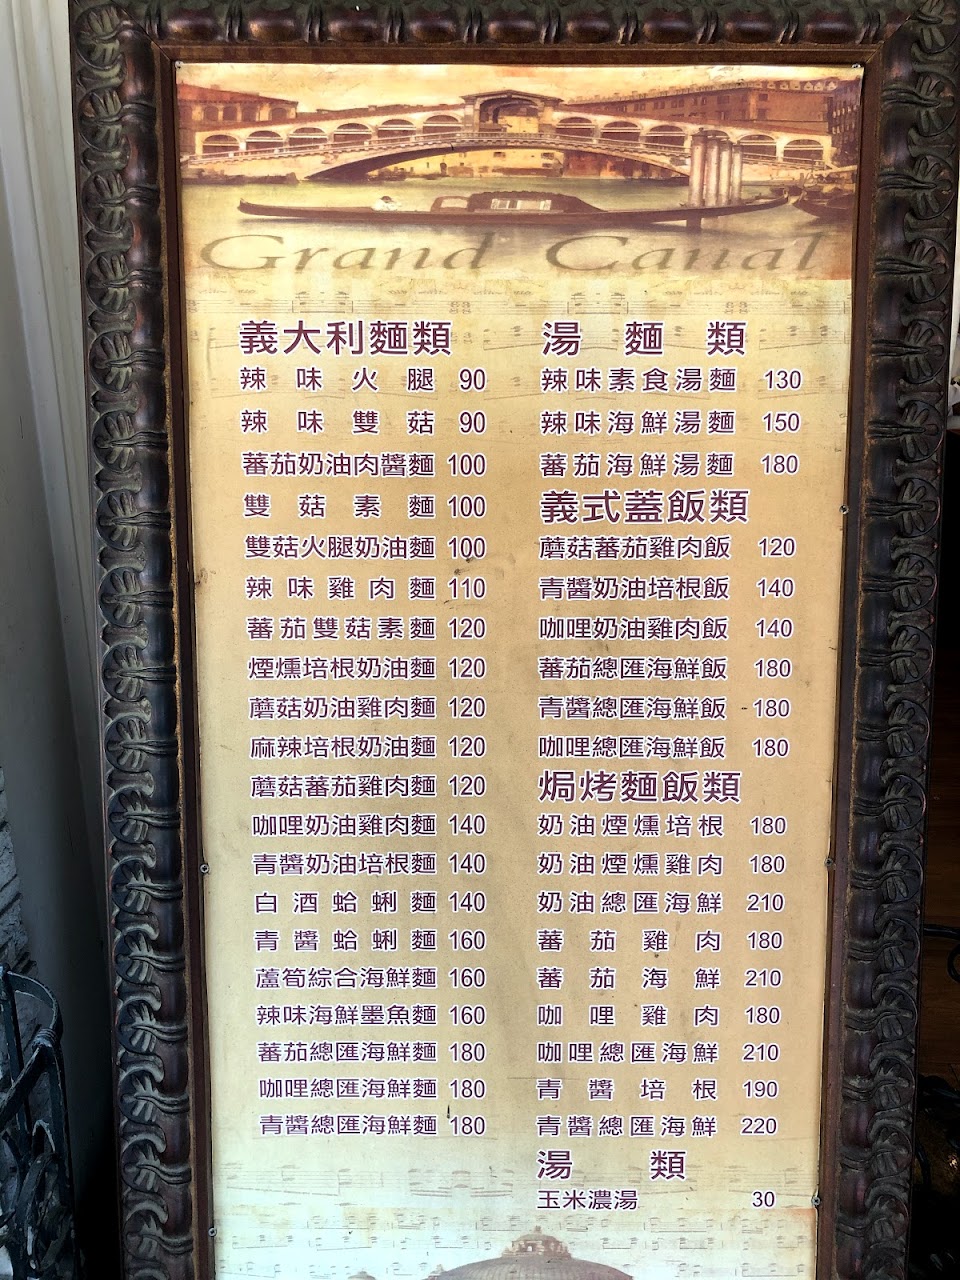 Grand Canal
義大利麵類
辣味火腿 90
辣味雙菇 90
蕃茄奶油肉醬麵 100
雙菇素麵 100
雙菇火腿奶油麵 100
辣味雞肉麵 110
蕃茄雙菇素麵 120
煙燻培根奶油麵 120
蘑菇奶油雞肉麵 120
麻辣培根奶油麵 120
蘑菇蕃茄雞肉麵 120
咖哩奶油雞肉麵 140
青醬奶油培根麵 140
白酒蛤蜊麵 140
青醬蛤蜊麵 160
蘆筍綜合海鮮麵 160
辣味海鮮墨魚麵 160
蕃茄總匯海鮮麵 180
咖哩總匯海鮮麵 180
青醬總匯海鮮麵 180
湯麵類
辣味素食湯麵 130
辣味海鮮湯麵 150
蕃茄海鮮湯麵 180
義式蓋飯類
蘑菇蕃茄雞肉飯 120
青醬奶油培根飯 140
咖哩奶油雞肉飯 140
蕃茄總匯海鮮飯 180
青醬總匯海鮮飯 180
咖哩總匯海鮮飯 180
焗烤麵飯類
奶油煙燻培根 180
奶油煙燻雞肉 180
奶油總匯海鮮 210
蕃茄雞肉 180
蕃茄海鮮 210
咖哩雞肉 180
咖哩總匯海鮮 210
青醬培根 190
青醬總匯海鮮 220
湯類
玉米濃湯 30